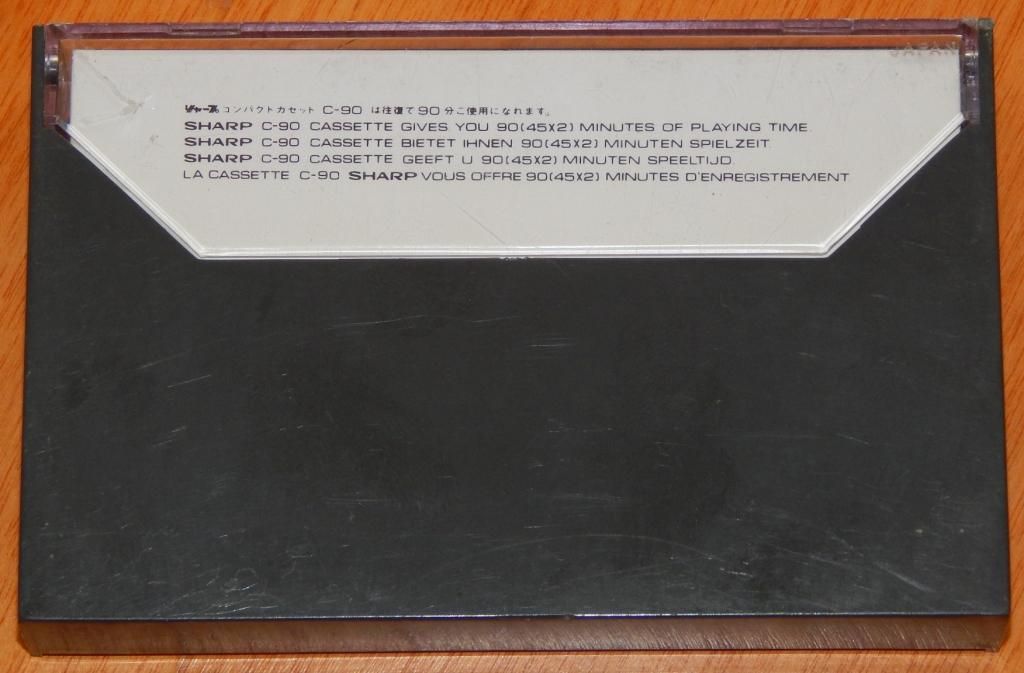 JAPAN
シャープ コンパクトカセット C-90 は往復で90分ご使用になれます。
SHARP C-90 CASSETTE GIVES YOU 90(45X2) MINUTES OF PLAYING TIME.
SHARP C-90 CASSETTE BIETET IHNEN 90(45X2) MINUTEN SPIELZEIT.
SHARP C-90 CASSETTE GEEFT U 90(45X2) MINUTEN SPEELTIJD.
LA CASSETTE C-90 SHARP VOUS OFFRE 90(45X2) MINUTES D'ENREGISTREMENT.